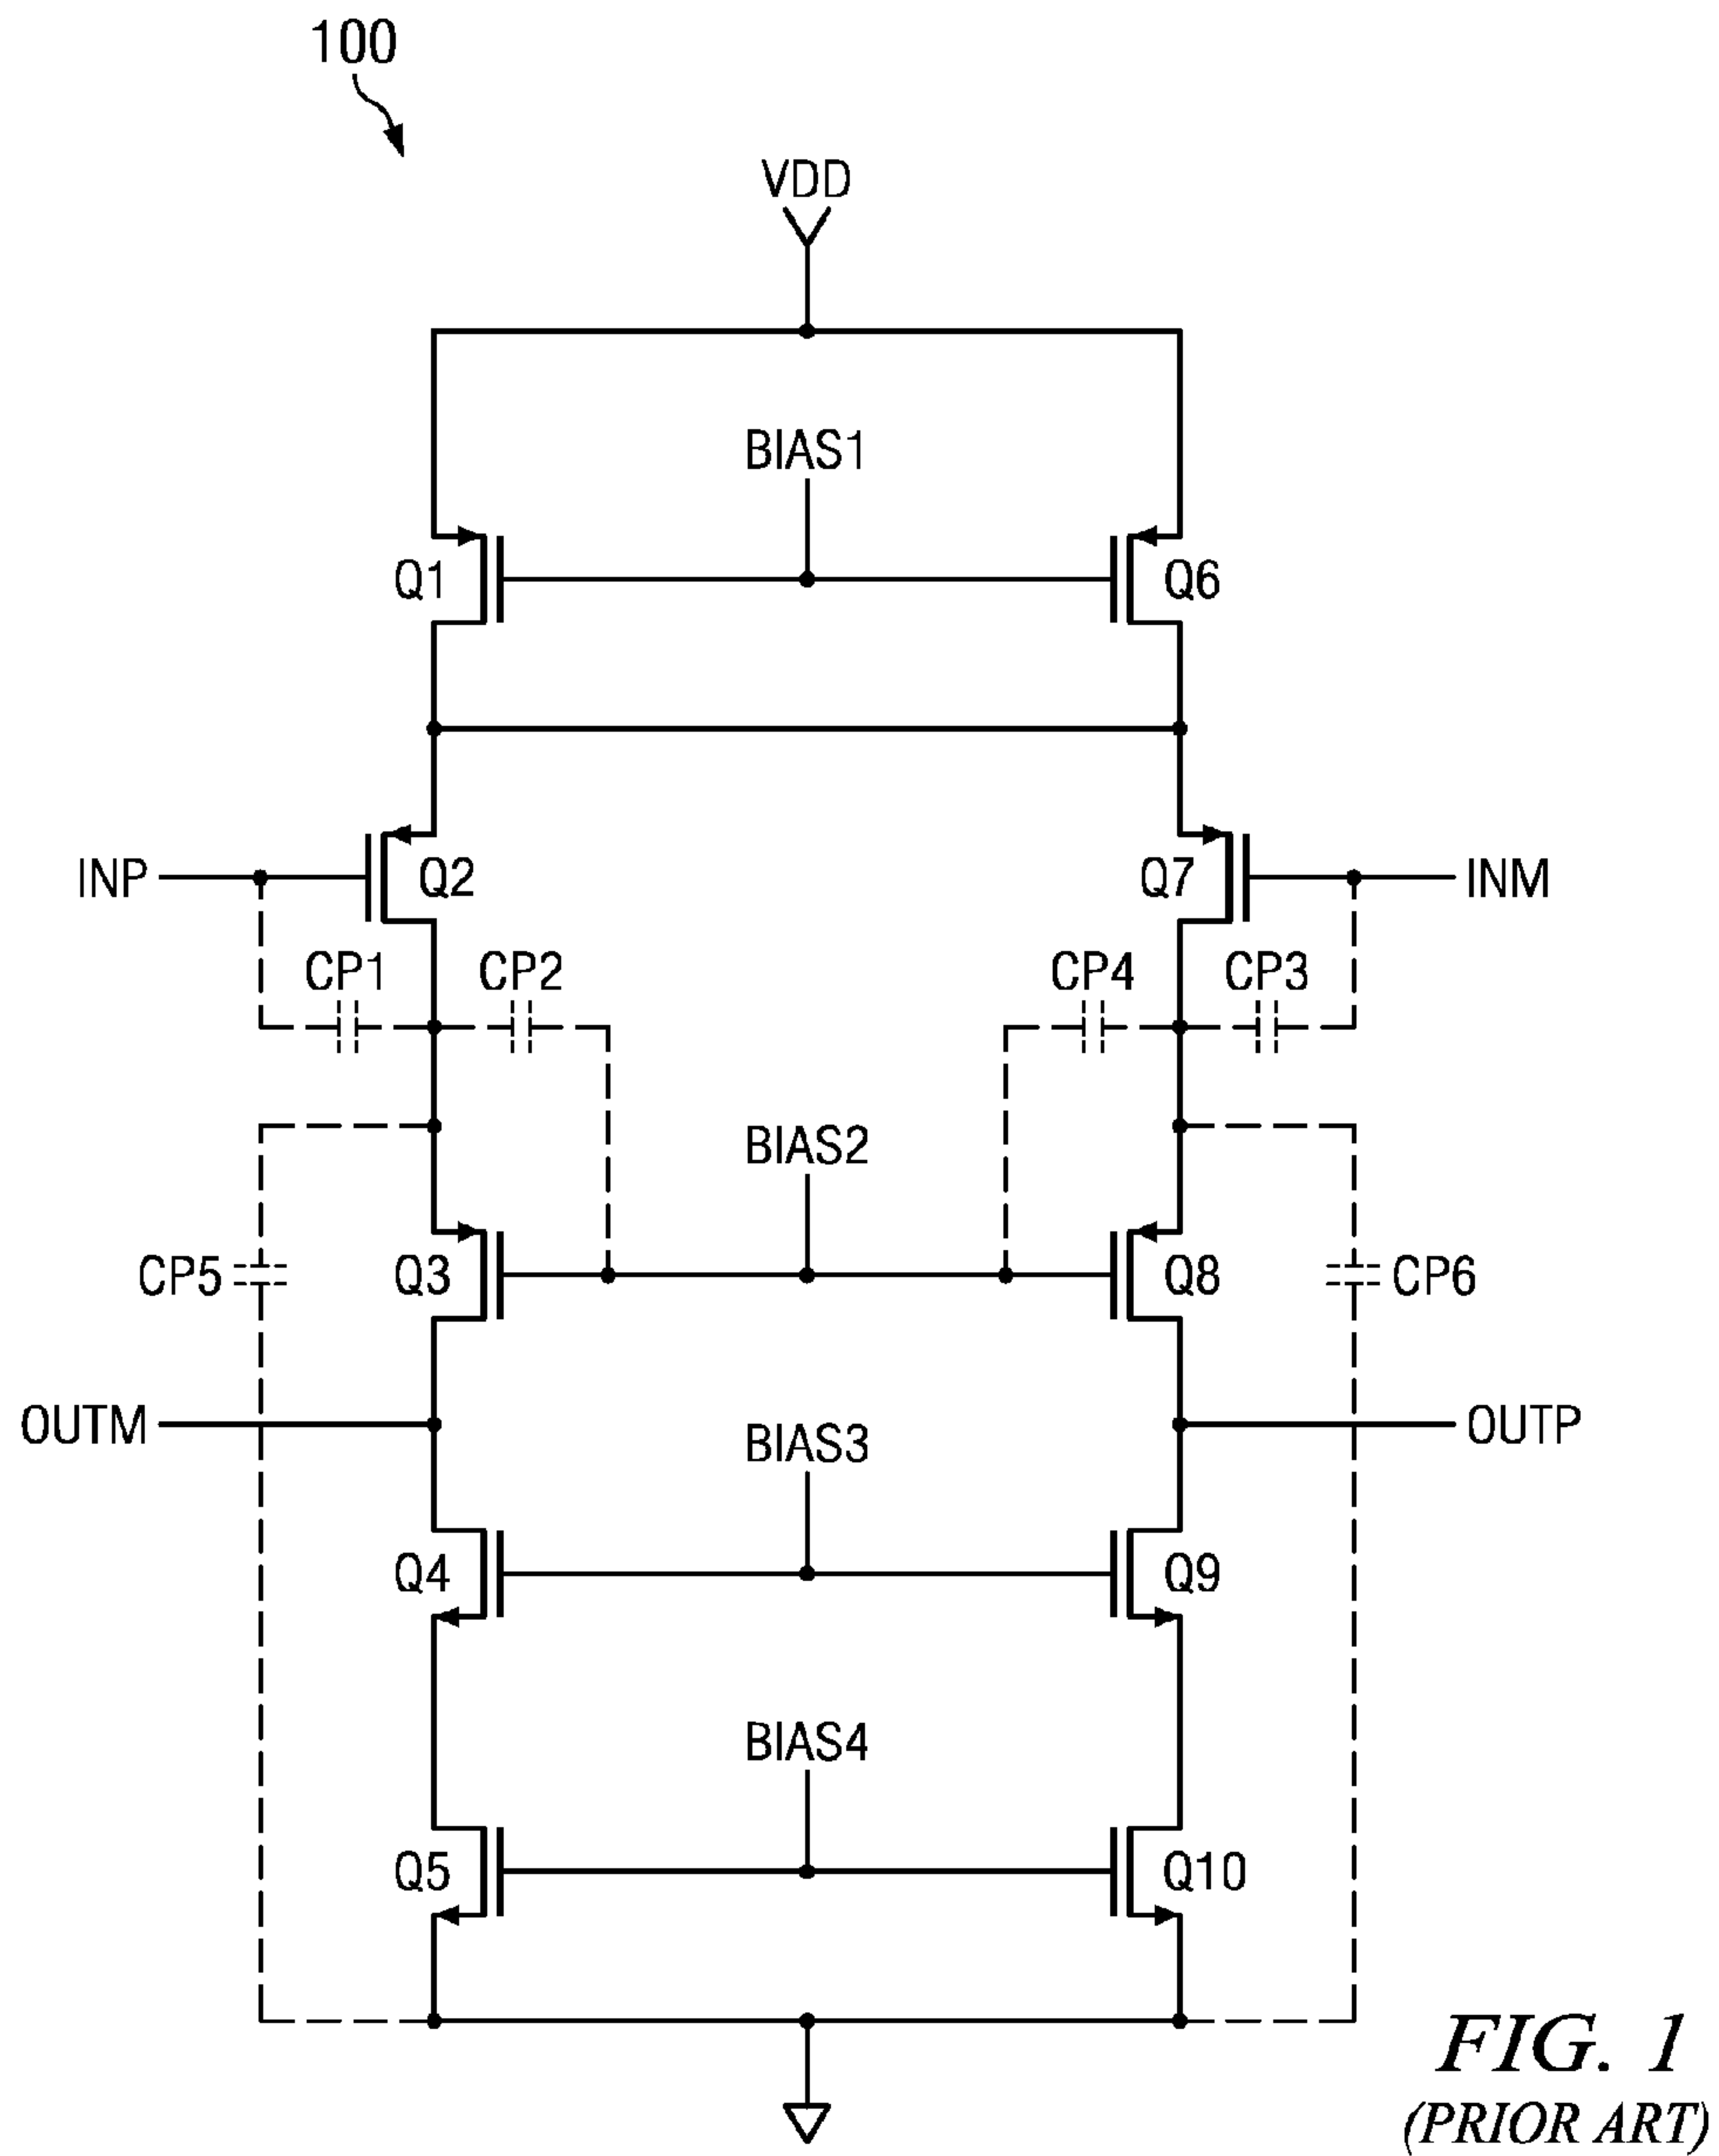 100
VDD
BIAS1
Q1
Q6
INP
Q2
Q7
INM
CP1
CP2
CP4
CP3
BIAS2
CP5
Q3
Q8
CP6
OUTM
BIAS3
OUTP
Q4
Q9
BIAS4
Q5
Q10
FIG. 1
(PRIOR ART)